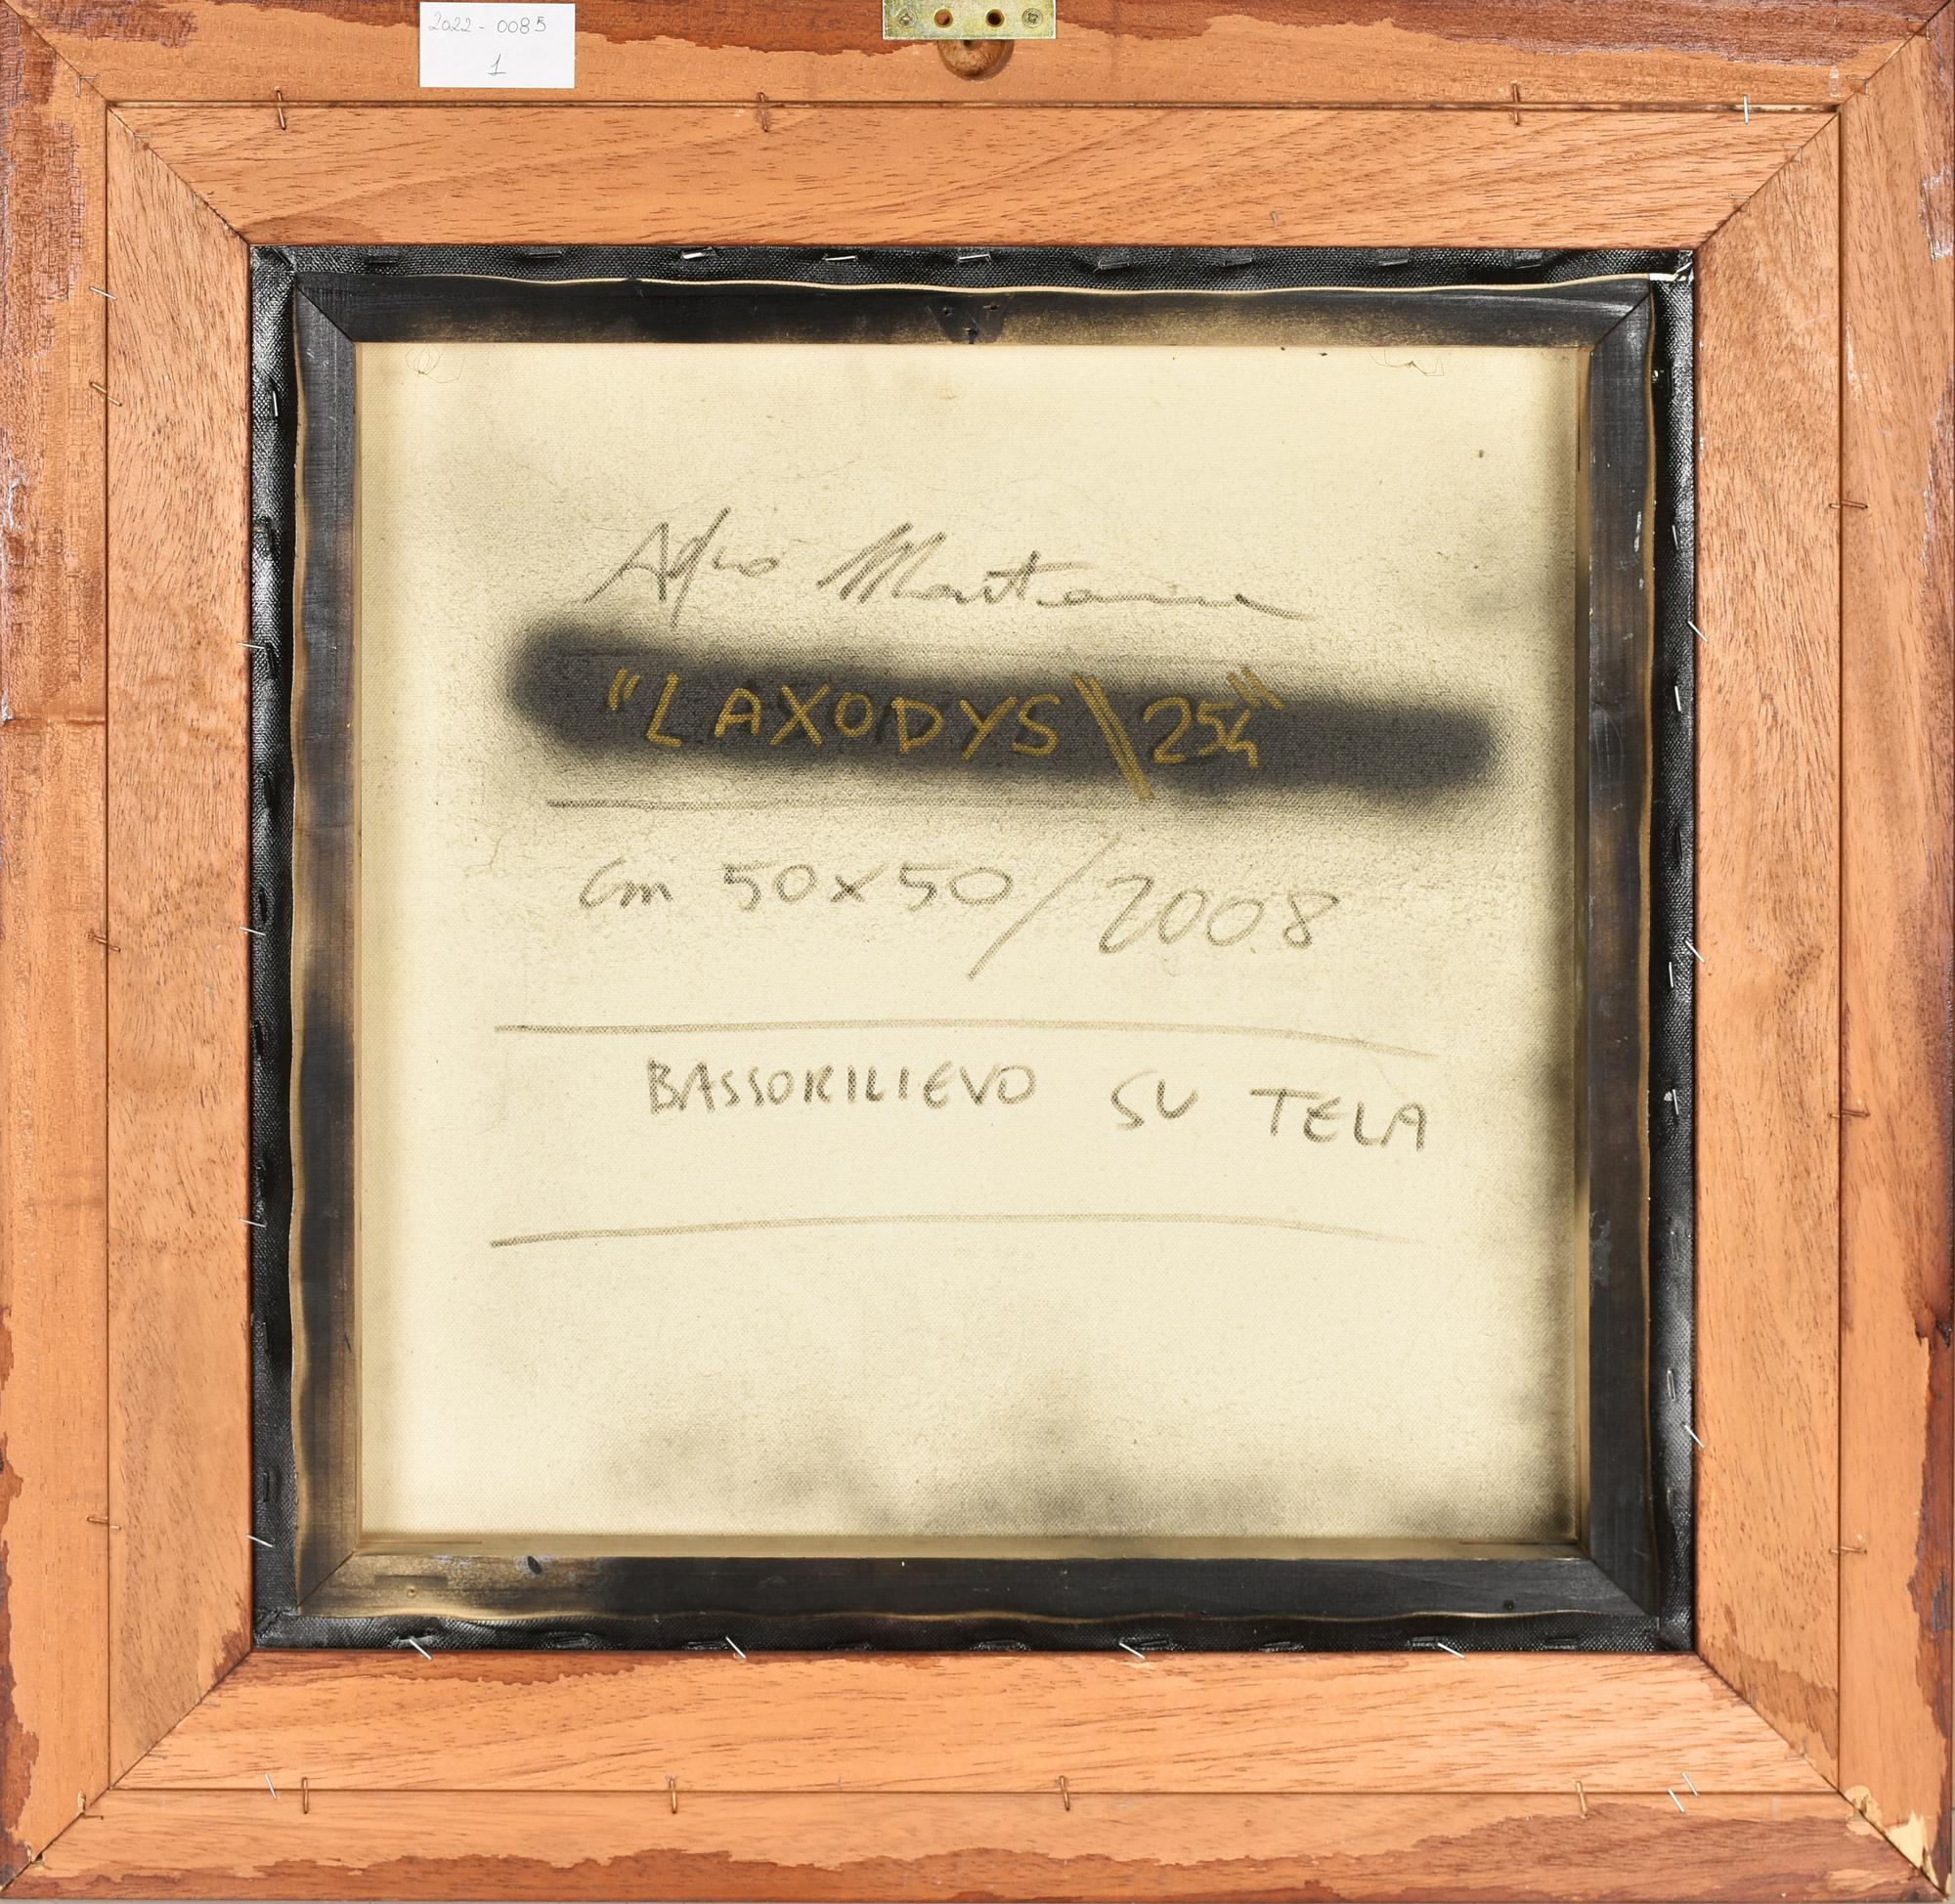 2022 - 0085
1
"LAXODYS\\254"
cm 50x50/2008
BASSORILIEVO SU TELA